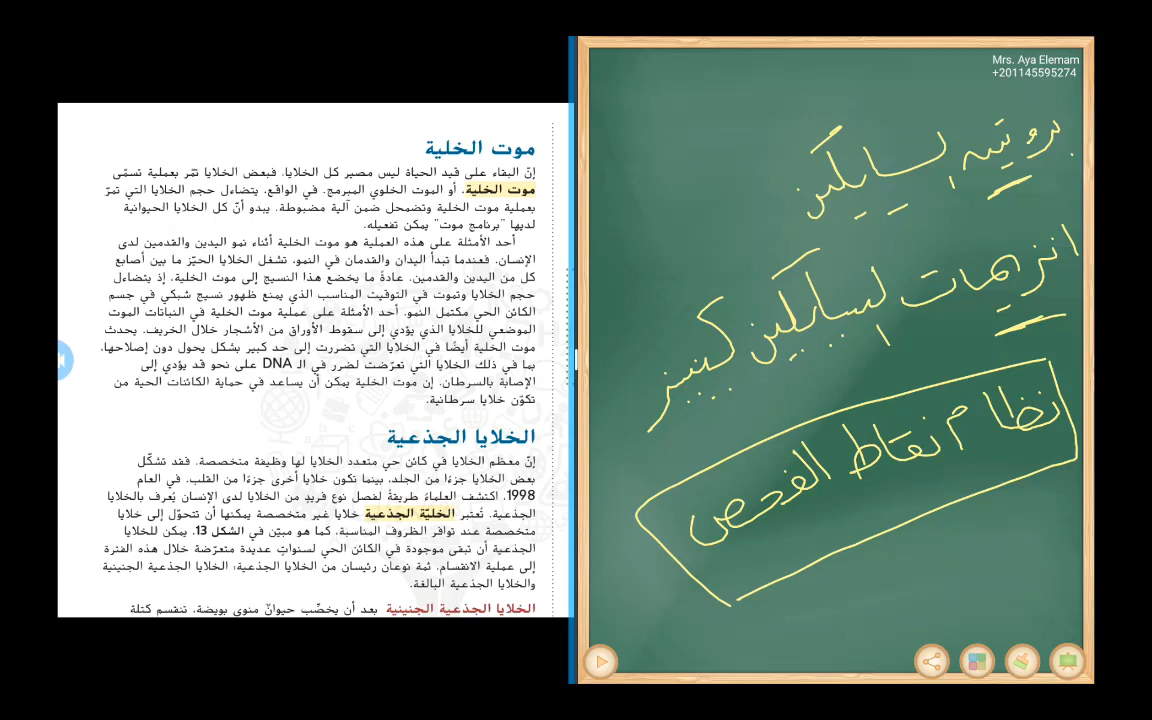 موت الخلية
إنّ البقاء على قيد الحياة ليس مصير كل الخلايا. فبعض الخلايا تمّر بعملية تسمّى
موت الخلية، أو الموت الخلوي المبرمج. في الواقع، يتضاءل حجم الخلايا التي تمرّ
بعملية موت الخلية وتضمحل ضمن آلية مضبوطة. يبدو أنّ كل الخلايا الحيوانية
لديها "برنامج موت" يمكن تفعيله.
أحد الأمثلة على هذه العملية هو موت الخلية أثناء نمو اليدين والقدمين لدى
الإنسان. فعندما تبدأ اليدان والقدمان في النمو، تشغل الخلايا الحيّز ما بين أصابع
كل من اليدين والقدمين. عادةً ما يخضع هذا النسيج إلى موت الخلية، إذ يتضاءل
حجم الخلايا وتموت في التوقيت المناسب الذي يمنع ظهور نسيج شبكي في جسم
الكائن الحي مكتمل النمو. أحد الأمثلة على عملية موت الخلية في النباتات الموت
الموضعي للخلايا الذي يؤدي إلى سقوط الأوراق من الأشجار خلال الخريف. يحدث
موت الخلية أيضًا في الخلايا التي تضررت إلى حد كبير بشكل يحول دون إصلاحها،
بما في ذلك الخلايا التي تعرّضت لضرر في الـ DNA على نحو قد يؤدي إلى
الإصابة بالسرطان. إن موت الخلية يمكن أن يساعد في حماية الكائنات الحية من
تكوّن خلايا سرطانية.
الخلايا الجذعية
إنّ معظم الخلايا في كائن حي متعدد الخلايا لها وظيفة متخصصة. فقد تشكّل
بعض الخلايا جزءًا من الجلد، بينما تكون خلايا أخرى جزءًا من القلب. في العام
1998، اكتشف العلماءُ طريقةً لفصل نوع فريدٍ من الخلايا لدى الإنسان يُعرف بالخلايا
الجذعية. تُعتبر الخليّة الجذعية خلايا غير متخصصة يمكنها أن تتحوّل إلى خلايا
متخصصة عند توافر الظروف المناسبة، كما هو مبيّن في الشكل 13. يمكن للخلايا
الجذعية أن تبقى موجودة في الكائن الحي لسنواتٍ عديدة متعرّضة خلال هذه الفترة
إلى عملية الانقسام. ثمة نوعان رئيسان من الخلايا الجذعية؛ الخلايا الجذعية الجنينية
والخلايا الجذعية البالغة.
الخلايا الجذعية الجنينية بعد أن يخصِّب حيوانٌ منوي بويضة، تنقسم كتلة
Mrs. Aya Elemam
+201145595274
بروتين سايكلين
انزيمات سايكلين كينيز
نظام نقاط الفحص